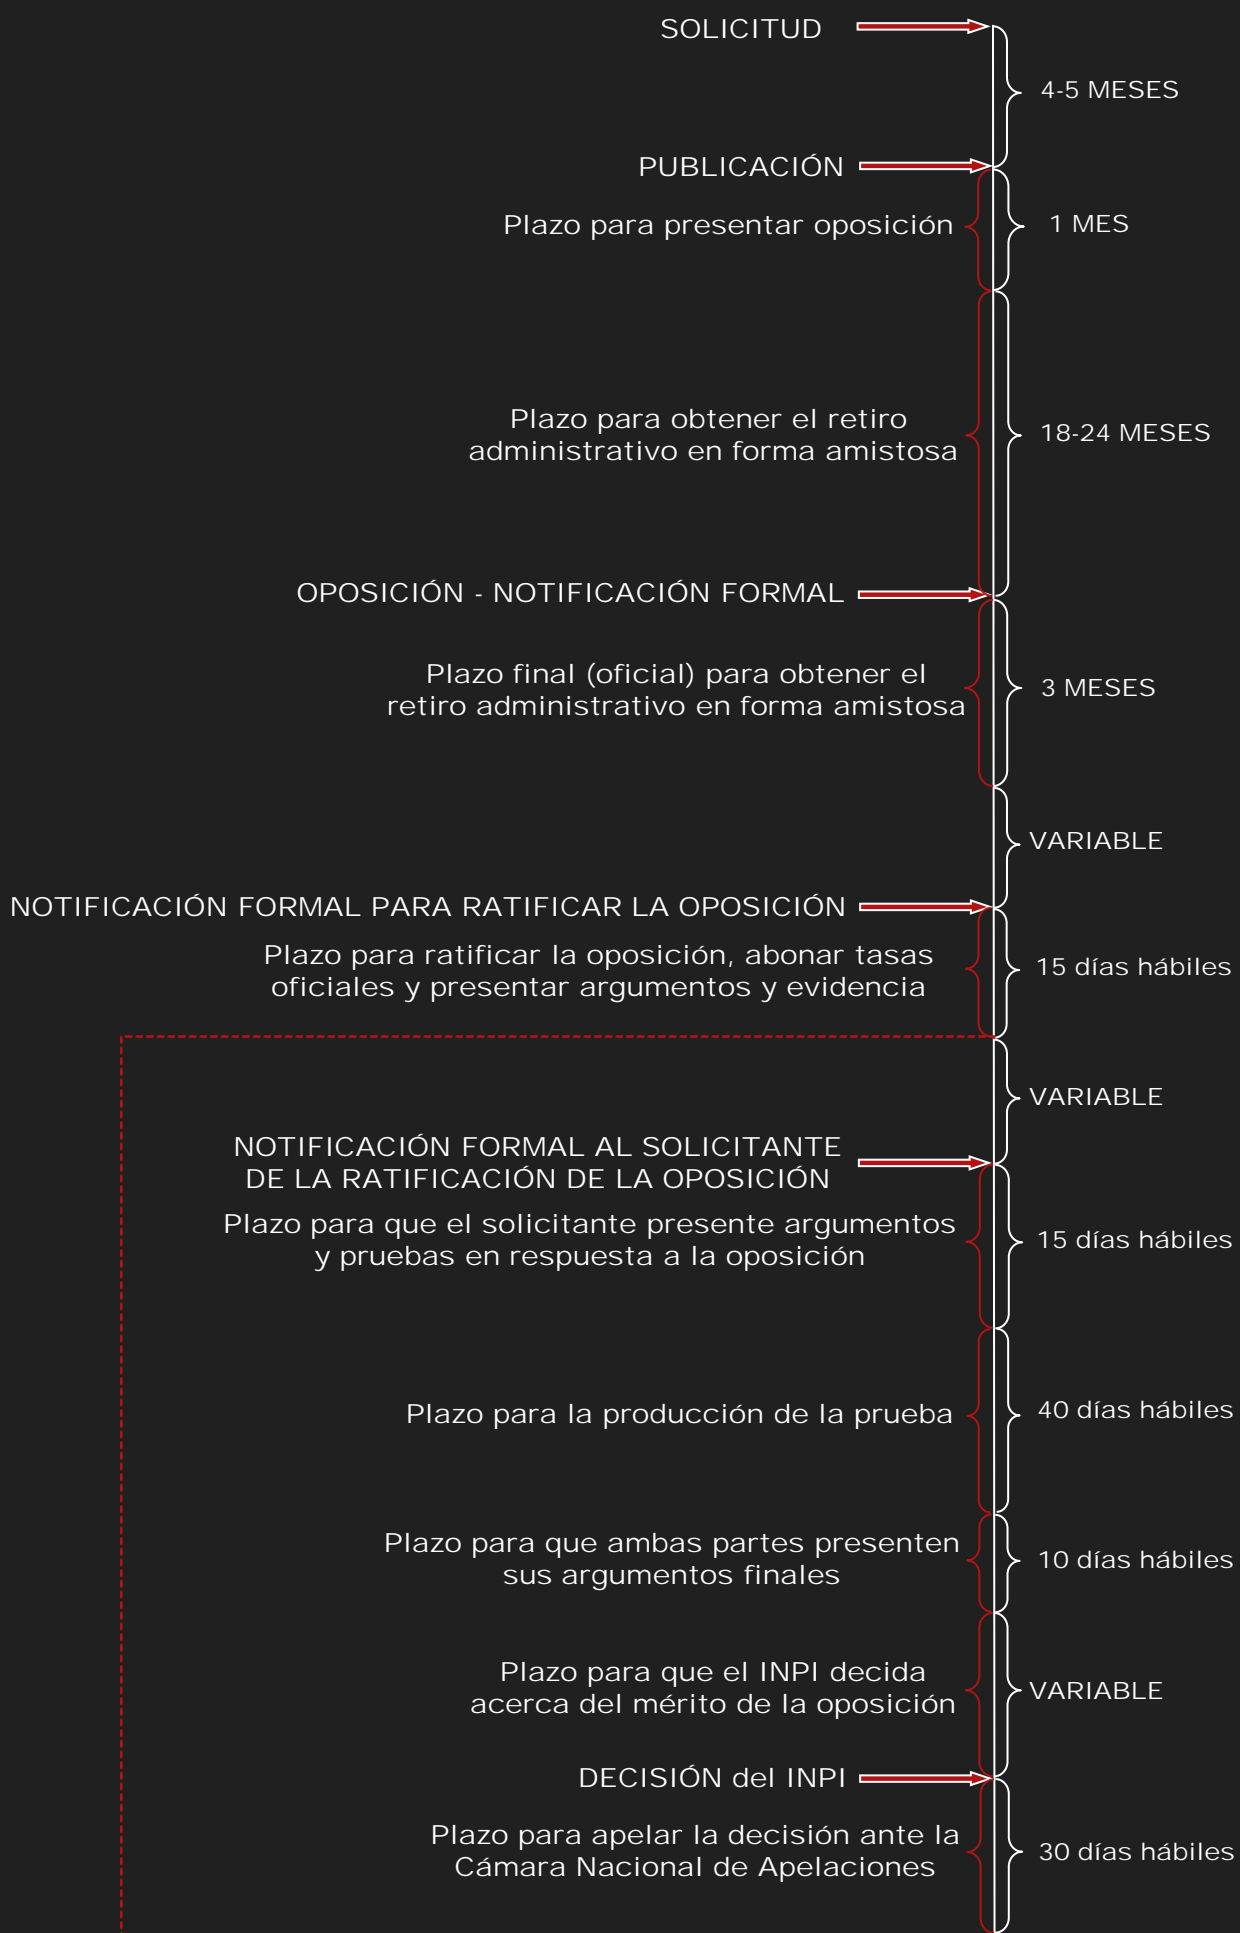 SOLICITUD
4-5 MESES
PUBLICACIÓN
Plazo para presentar oposición
1 MES
Plazo para obtener el retiro
administrativo en forma amistosa
18-24 MESES
OPOSICIÓN - NOTIFICACIÓN FORMAL
Plazo final (oficial) para obtener el
retiro administrativo en forma amistosa
3 MESES
VARIABLE
NOTIFICACIÓN FORMAL PARA RATIFICAR LA OPOSICIÓN
Plazo para ratificar la oposición, abonar tasas
oficiales y presentar argumentos y evidencia
15 días hábiles
VARIABLE
NOTIFICACIÓN FORMAL AL SOLICITANTE
DE LA RATIFICACIÓN DE LA OPOSICIÓN
Plazo para que el solicitante presente argumentos
y pruebas en respuesta a la oposición
15 días hábiles
Plazo para la producción de la prueba
40 días hábiles
Plazo para que ambas partes presenten
sus argumentos finales
10 días hábiles
Plazo para que el INPI decida
acerca del mérito de la oposición
VARIABLE
DECISIÓN del INPI
Plazo para apelar la decisión ante la
Cámara Nacional de Apelaciones
30 días hábiles